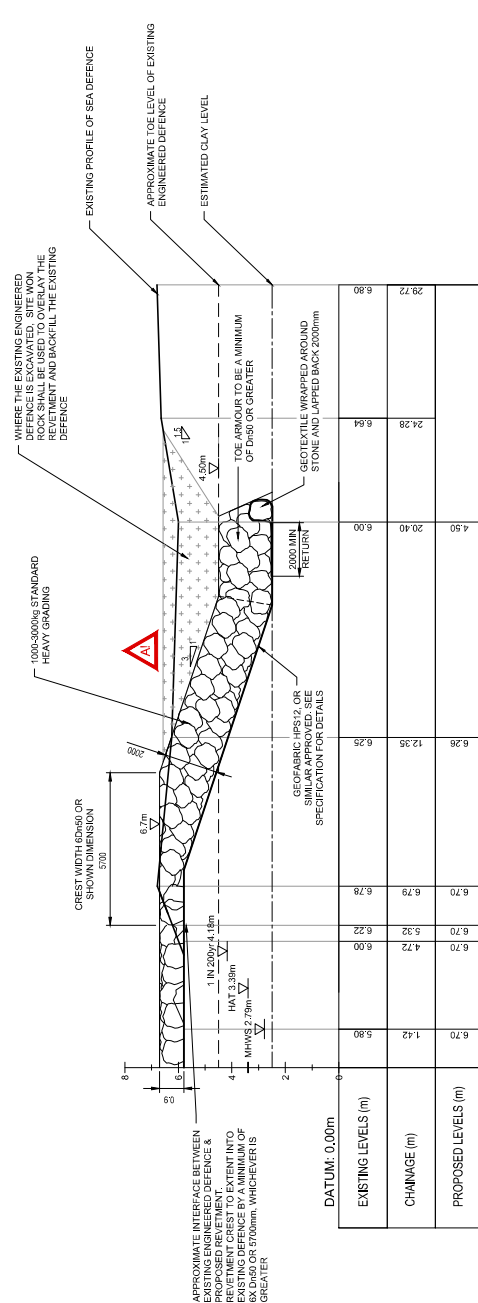 WHERE THE EXISTING ENGINEERED
DEFENCE IS EXCAVATED, SITE WON
ROCK SHALL BE USED TO OVERLAY THE
REVETMENT AND BACKFILL THE EXISTING
DEFENCE
EXISTING PROFILE OF SEA DEFENCE
APPROXIMATE TOE LEVEL OF EXISTING
ENGINEERED DEFENCE
ESTIMATED CLAY LEVEL
1000-3000kg STANDARD
HEAVY GRADING
A!
CREST WIDTH 6Dn50 OR
SHOWN DIMENSION
5700
2000
6.7m
3
1
1.5
1
4.50m
TOE ARMOUR TO BE A MINIMUM
OF Dn50 OR GREATER
GEOTEXTILE WRAPPED AROUND
STONE AND LAPPED BACK 2000mm
2000 MIN
RETURN
GEOFABRIC HPS12, OR
SIMILAR APPROVED. SEE
SPECIFICATION FOR DETAILS
1 IN 200yr 4.18m
HAT 3.39m
MHWS 2.79m
8
6
4
2
0
0.9
APPROXIMATE INTERFACE BETWEEN
EXISTING ENGINEERED DEFENCE &
PROPOSED REVETMENT.
REVETMENT CREST TO EXTENT INTO
EXISTING DEFENCE BY A MINIMUM OF
6X Dn50 OR 5700mm, WHICHEVER IS
GREATER
DATUM: 0.00m
EXISTING LEVELS (m) 5.80 6.00 6.22 6.78 6.25 6.00 6.64 6.80
CHAINAGE (m) 1.42 4.72 5.32 6.79 12.35 20.40 24.28 29.72
PROPOSED LEVELS (m) 6.70 6.70 6.70 6.70 6.26 4.50